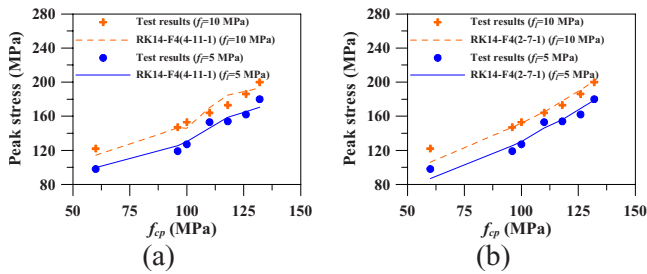 (a)
Test results (fl=10 MPa)
RK14-F4(4-11-1) (fl=10 MPa)
Test results (fl=5 MPa)
RK14-F4(4-11-1) (fl=5 MPa)
Peak stress (MPa)
240
200
160
120
80
50 75 100 125 150
fcp (MPa)
(a)
(b)
Test results (fl=10 MPa)
RK14-F4(2-7-1) (fl=10 MPa)
Test results (fl=5 MPa)
RK14-F4(2-7-1) (fl=5 MPa)
Peak stress (MPa)
240
200
160
120
80
50 75 100 125 150
fcp (MPa)
(b)